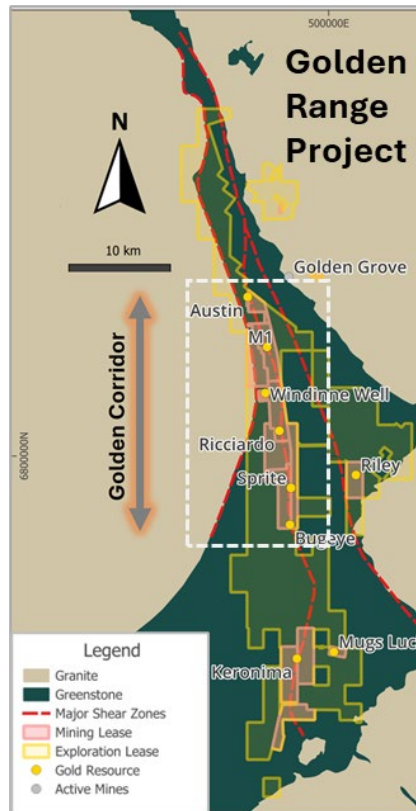 500000E
Golden
Range
Project
N
10 km
Golden Grove
Austin
M1
Windinne Well
Golden Corridor
Ricciardo
6800000N
Riley
Sprite
Bugeye
Mugs Luc
Keronima
Legend
Granite
Greenstone
Major Shear Zones
Mining Lease
Exploration Lease
Gold Resource
Active Mines